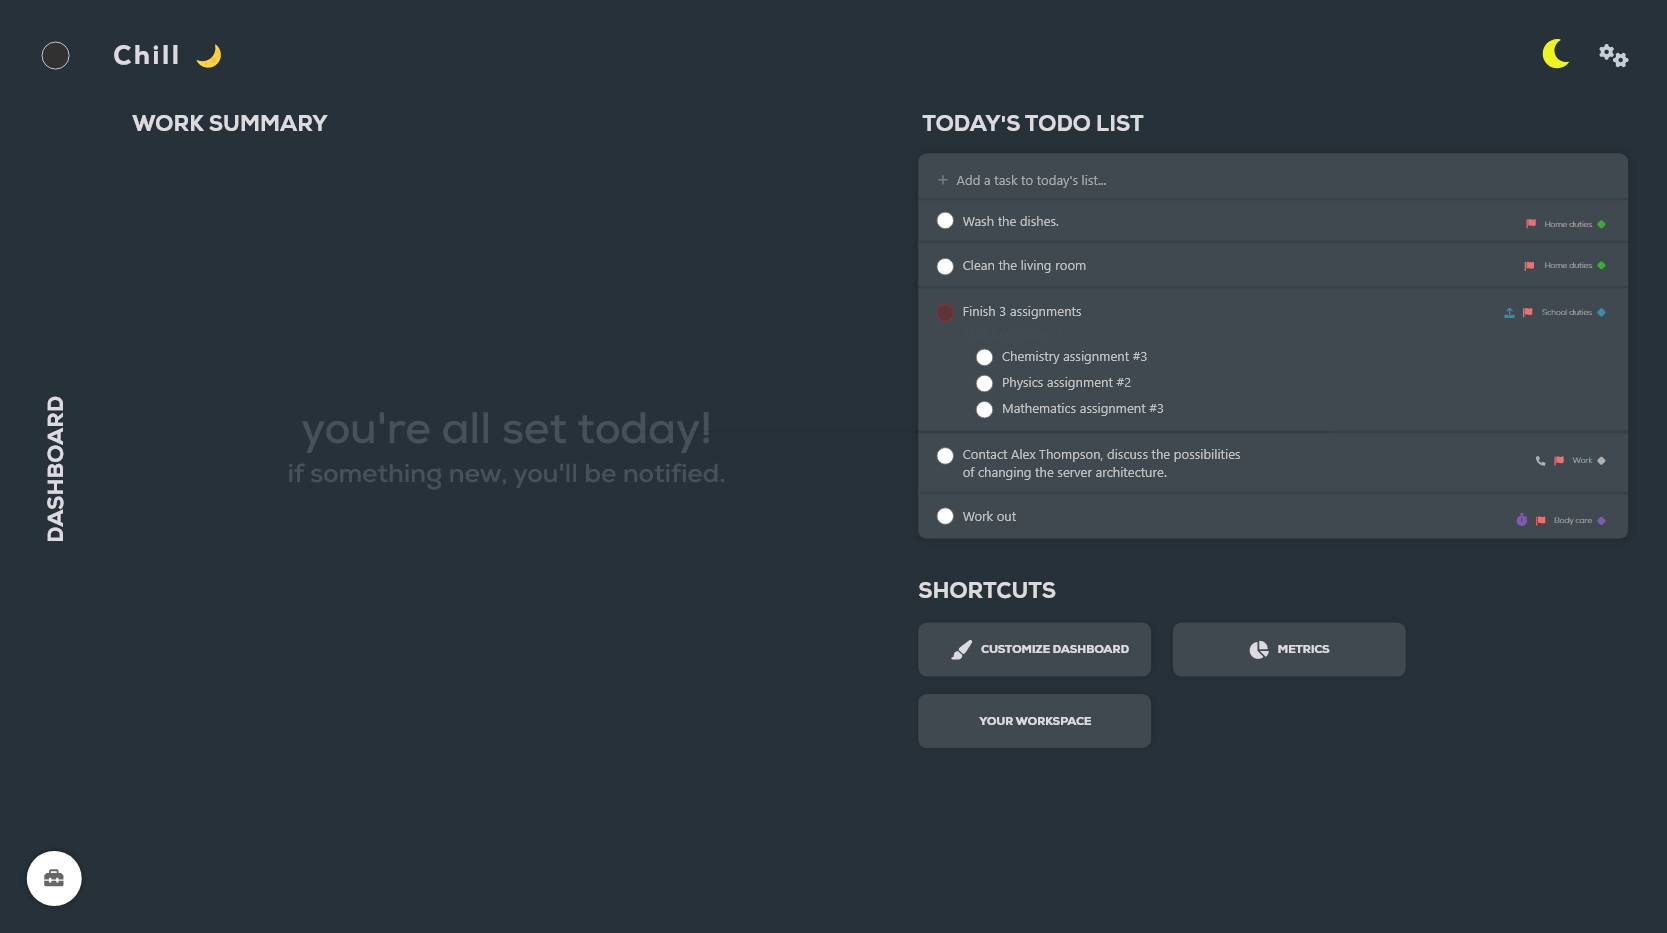 Chill 🌙
DASHBOARD
WORK SUMMARY
you're all set today!
if something new, you'll be notified.
TODAY'S TODO LIST
+ Add a task to today's list...
Wash the dishes.
Home duties
Clean the living room
Home duties
Finish 3 assignments
School duties
Chemistry assignment #3
Physics assignment #2
Mathematics assignment #3
Contact Alex Thompson, discuss the possibilities
of changing the server architecture.
Work
Work out
Body care
SHORTCUTS
CUSTOMIZE DASHBOARD
METRICS
YOUR WORKSPACE